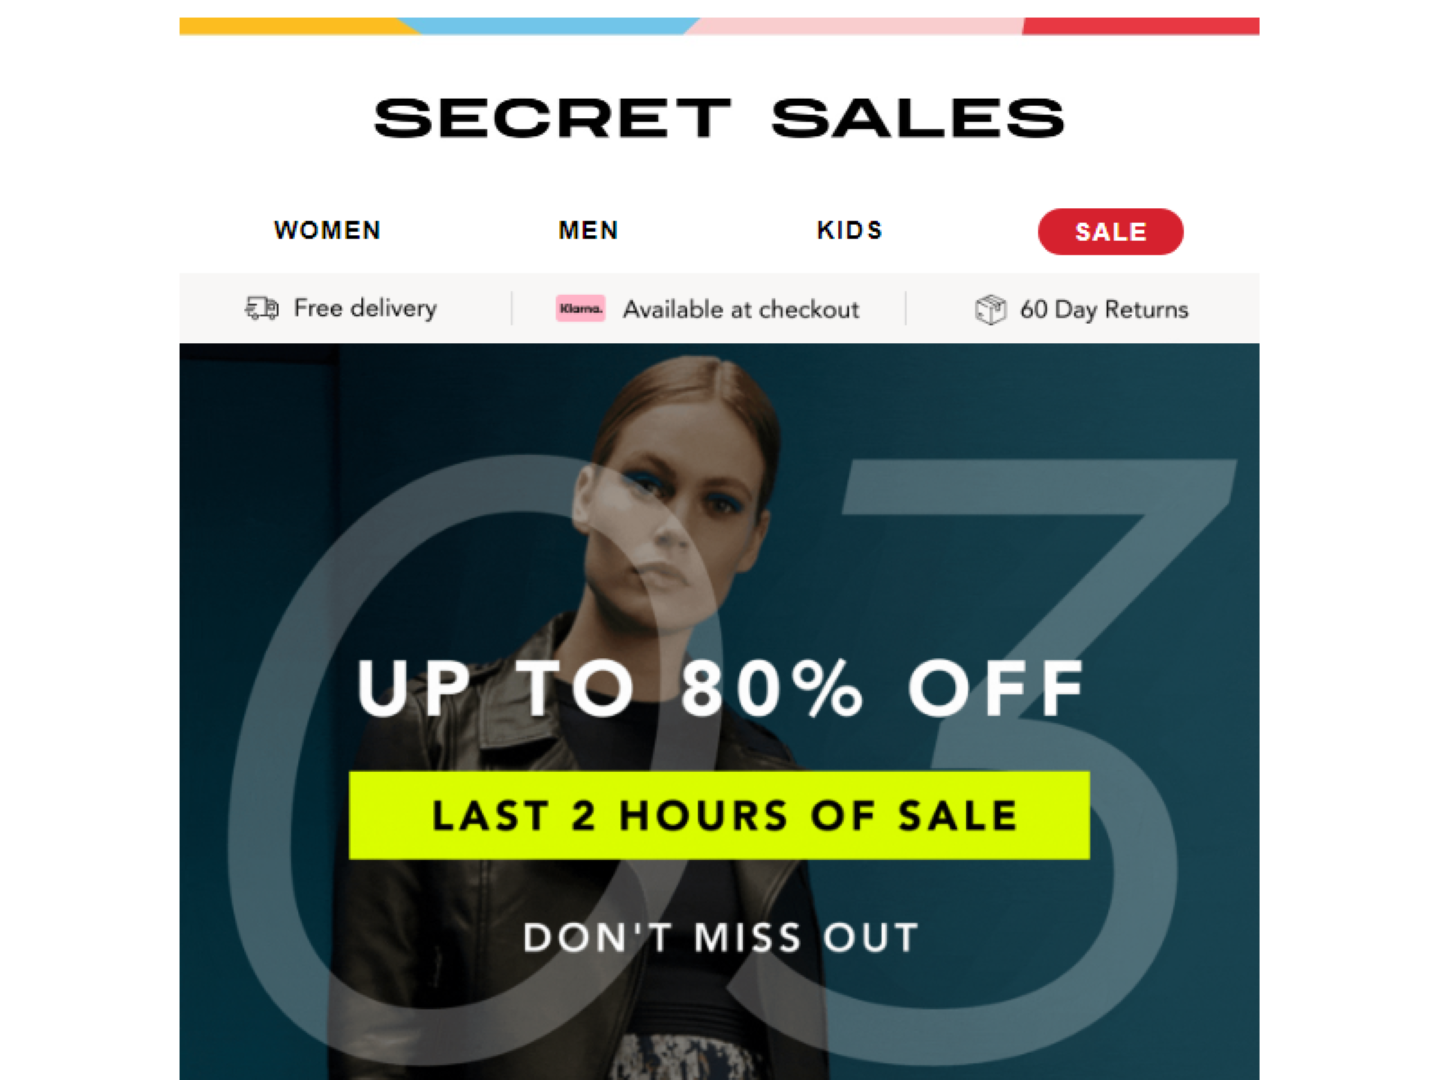 SECRET SALES
WOMEN MEN KIDS SALE
Free delivery Klarna. Available at checkout 60 Day Returns
03
UP TO 80% OFF
LAST 2 HOURS OF SALE
DON'T MISS OUT